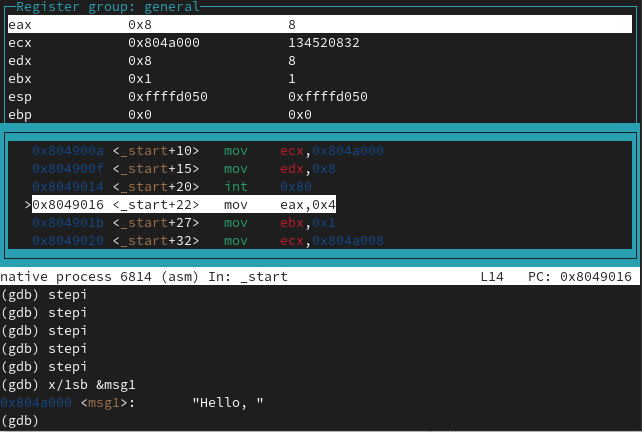 Register group: general
eax 0x8 8
ecx 0x804a000 134520832
edx 0x8 8
ebx 0x1 1
esp 0xffffd050 0xffffd050
ebp 0x0 0x0
0x804900a <_start+10> mov ecx,0x804a000
0x804900f <_start+15> mov edx,0x8
0x8049014 <_start+20> int 0x80
>0x8049016 <_start+22> mov eax,0x4
0x804901b <_start+27> mov ebx,0x1
0x8049020 <_start+32> mov ecx,0x804a008
native process 6814 (asm) In: _start L14 PC: 0x8049016
(gdb) stepi
(gdb) stepi
(gdb) stepi
(gdb) stepi
(gdb) stepi
(gdb) x/1sb &msg1
0x804a000 <msg1>: "Hello, "
(gdb)